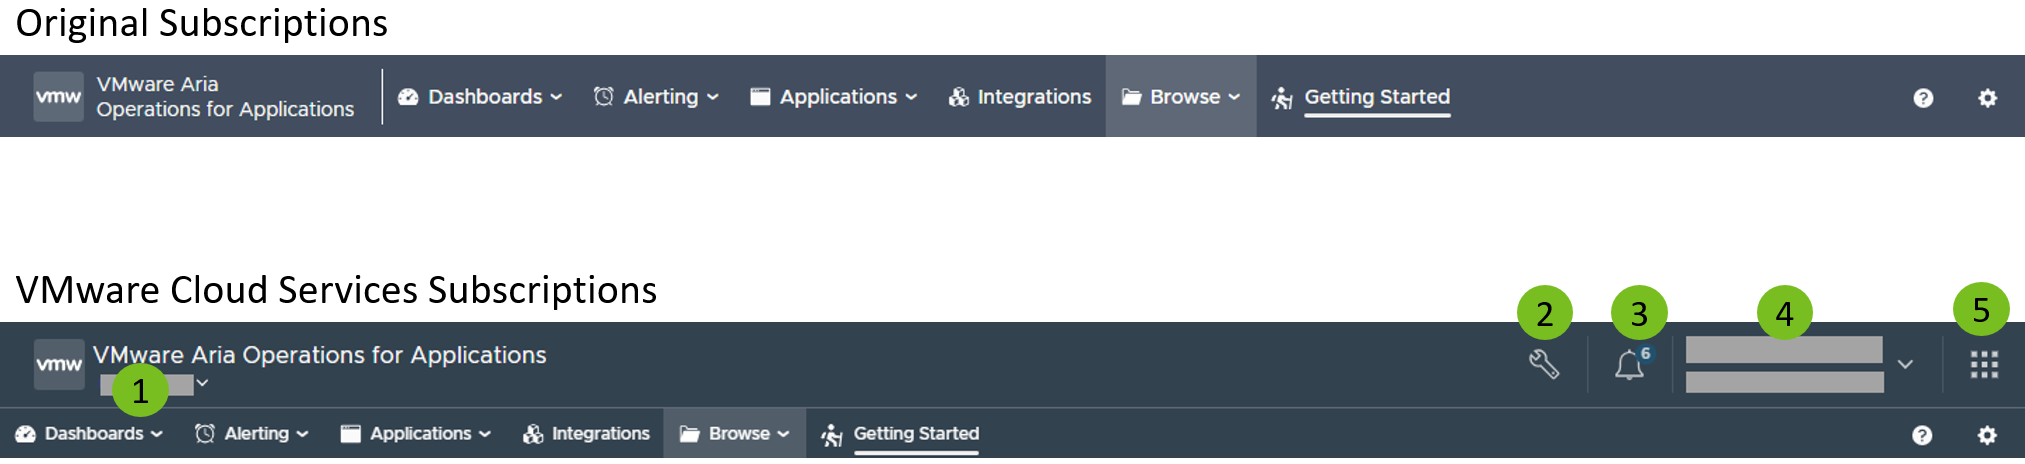 Original Subscriptions
vmw
VMware Aria
Operations for Applications
Dashboards Alerting Applications Integrations Browse Getting Started ?
VMware Cloud Services Subscriptions
2 3 4 5
vmw VMware Aria Operations for Applications 6
1
Dashboards Alerting Applications Integrations Browse Getting Started ?